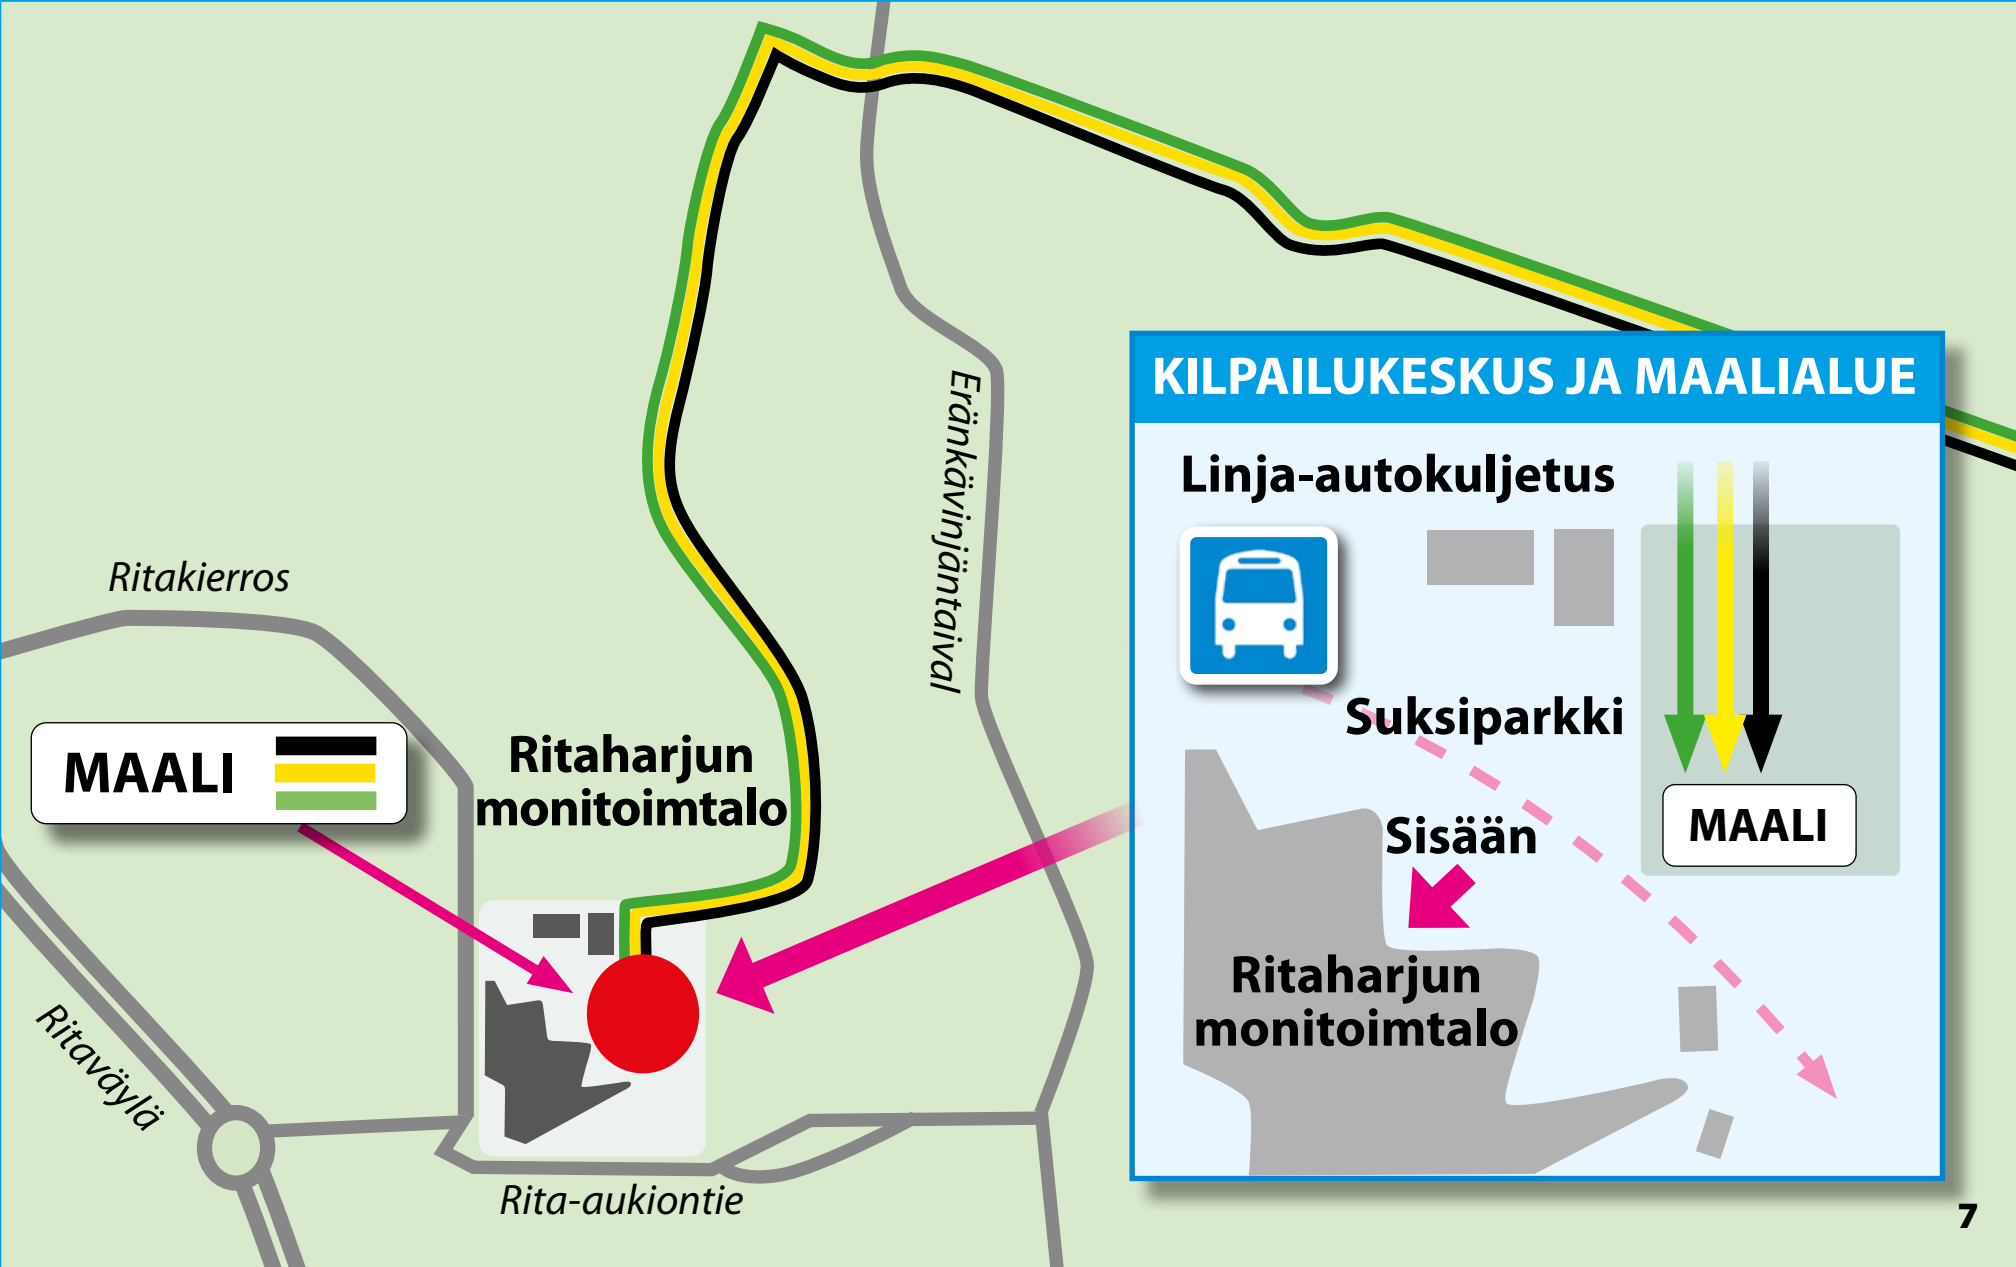 KILPAILUKESKUS JA MAALIALUE
Eränkävinjäntaival
Linja-autokuljetus
Ritakierros
Suksiparkki
MAALI
Ritaharjun
monitoimtalo
MAALI
Sisään
Ritaharjun
monitoimtalo
Ritaväylä
Rita-aukiontie
7